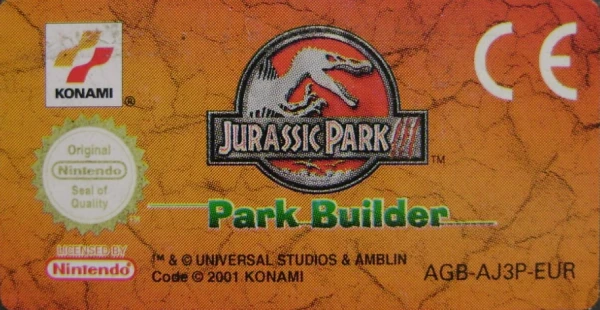 KONAMI
®
CE
JURASSIC PARK III
TM
Original
Nintendo
Seal of
Quality
TM
Park Builder
LICENSED BY
Nintendo
™ & © UNIVERSAL STUDIOS & AMBLIN
Code © 2001 KONAMI
AGB-AJ3P-EUR